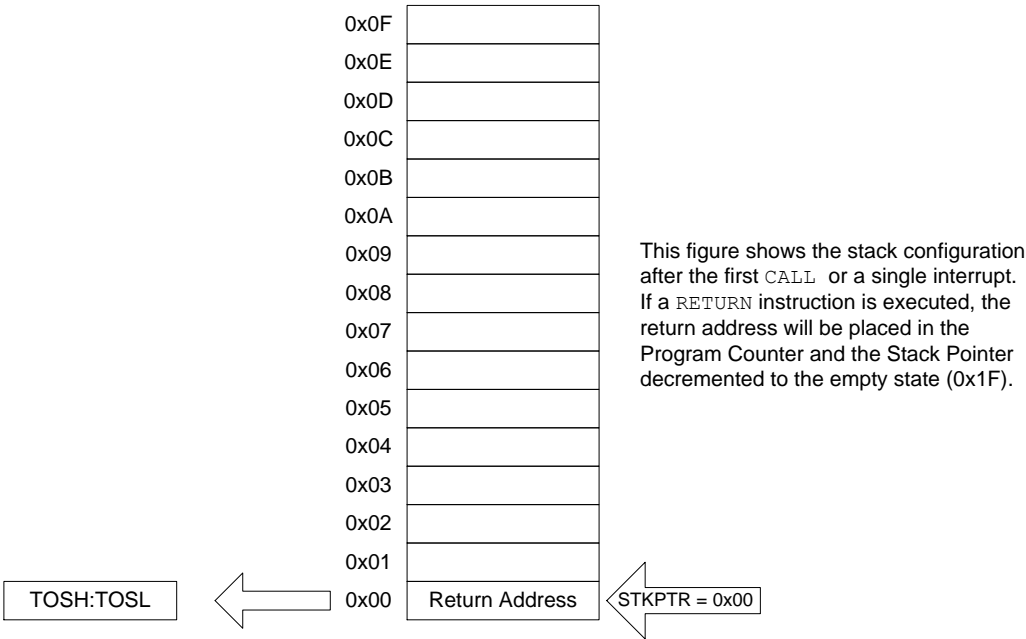 0x0F
0x0E
0x0D
0x0C
0x0B
0x0A
0x09
0x08
0x07
0x06
0x05
0x04
0x03
0x02
0x01
0x00
This figure shows the stack configuration
after the first CALL or a single interrupt.
If a RETURN instruction is executed, the
return address will be placed in the
Program Counter and the Stack Pointer
decremented to the empty state (0x1F).
TOSH:TOSL
Return Address
STKPTR = 0x00